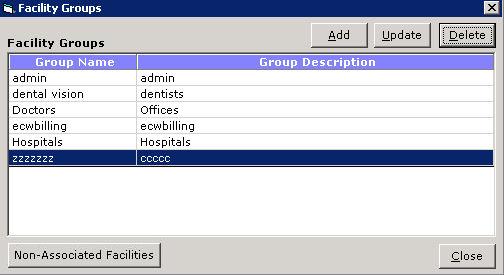 Facility Groups
Add Update Delete
Facility Groups
Group Name Group Description
admin admin
dental vision dentists
Doctors Offices
ecwbilling ecwbilling
Hospitals Hospitals
zzzzzzz ccccc
Non-Associated Facilities Close